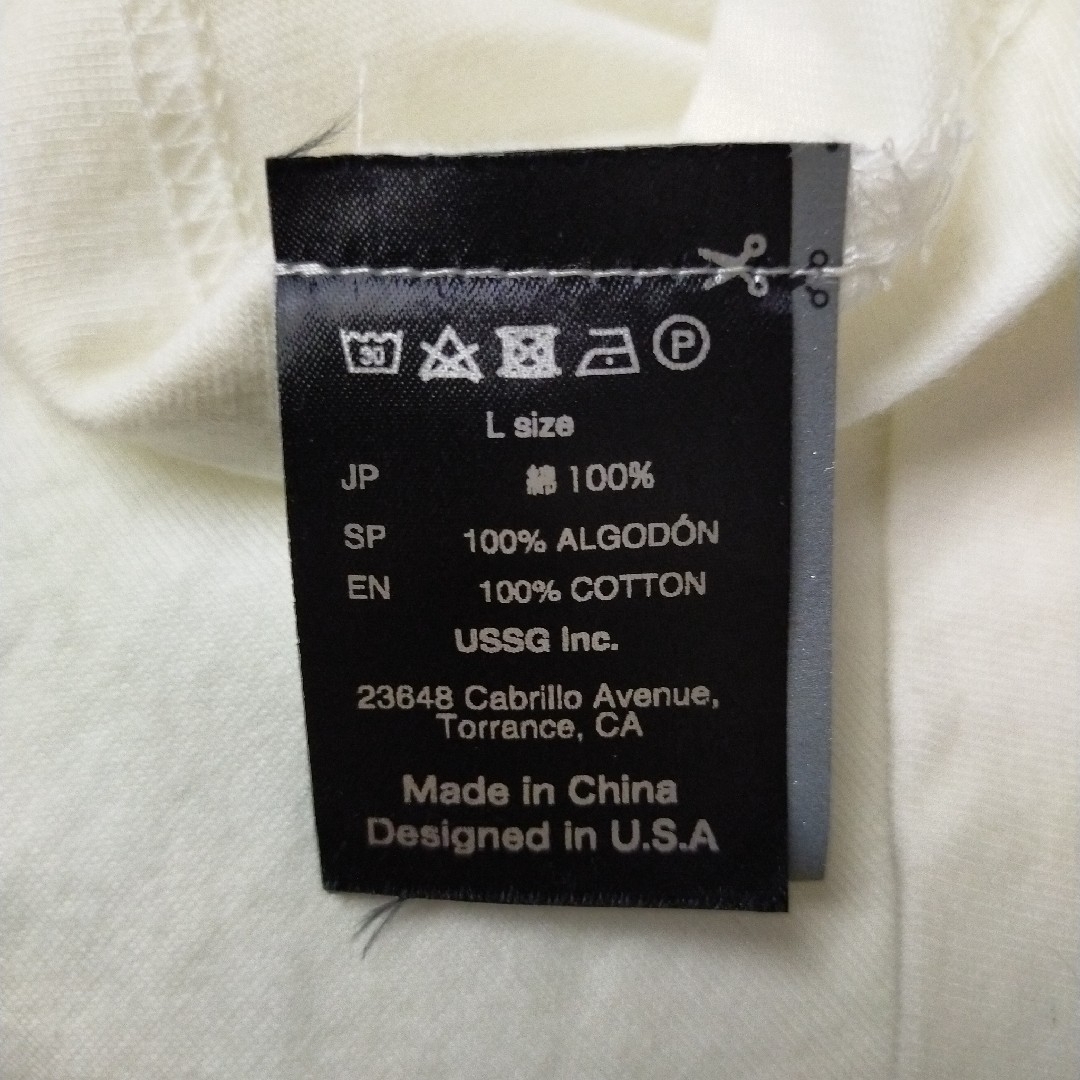 30
P
L size
JP 綿 100%
SP 100% ALGODÓN
EN 100% COTTON
USSG Inc.
23648 Cabrillo Avenue,
Torrance, CA
Made in China
Designed in U.S.A